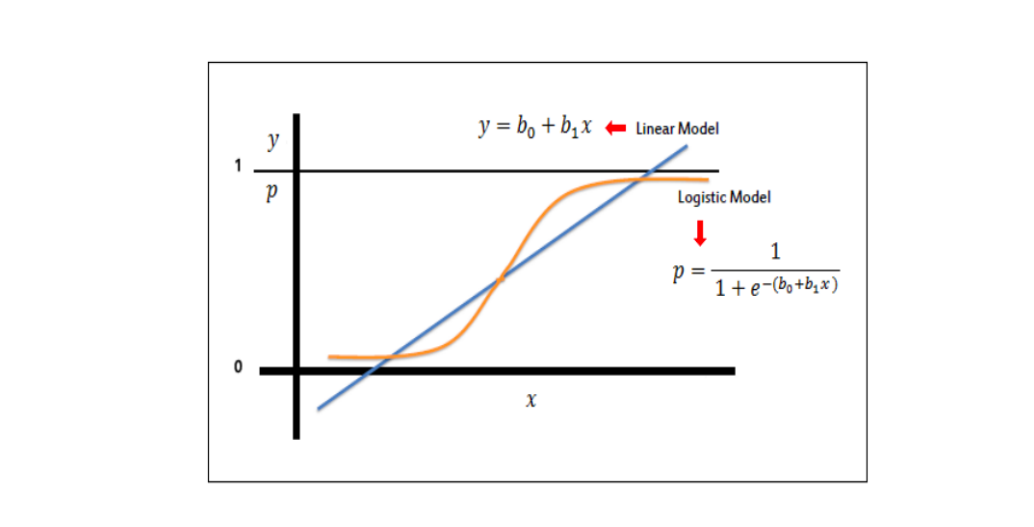 y = b₀ + b₁x Linear Model
y
1
p
Logistic Model
p = 1 / 1 + e^−(b₀+b₁x)
0
x